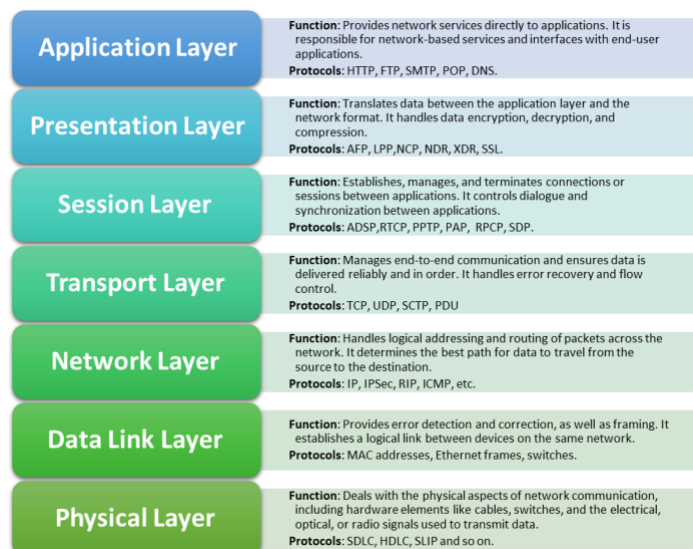 Application Layer
Function: Provides network services directly to applications. It is
responsible for network-based services and interfaces with end-user
applications.
Protocols: HTTP, FTP, SMTP, POP, DNS.
Presentation Layer
Function: Translates data between the application layer and the
network format. It handles data encryption, decryption, and
compression.
Protocols: AFP, LPP,NCP, NDR, XDR, SSL.
Session Layer
Function: Establishes, manages, and terminates connections or
sessions between applications. It controls dialogue and
synchronization between applications.
Protocols: ADSP,RTCP, PPTP, PAP, RPCP, SDP.
Transport Layer
Function: Manages end-to-end communication and ensures data is
delivered reliably and in order. It handles error recovery and flow
control.
Protocols: TCP, UDP, SCTP, PDU
Network Layer
Function: Handles logical addressing and routing of packets across the
network. It determines the best path for data to travel from the
source to the destination.
Protocols: IP, IPSec, RIP, ICMP, etc.
Data Link Layer
Function: Provides error detection and correction, as well as framing. It
establishes a logical link between devices on the same network.
Protocols: MAC addresses, Ethernet frames, switches.
Physical Layer
Function: Deals with the physical aspects of network communication,
including hardware elements like cables, switches, and the electrical,
optical, or radio signals used to transmit data.
Protocols: SDLC, HDLC, SLIP and so on.